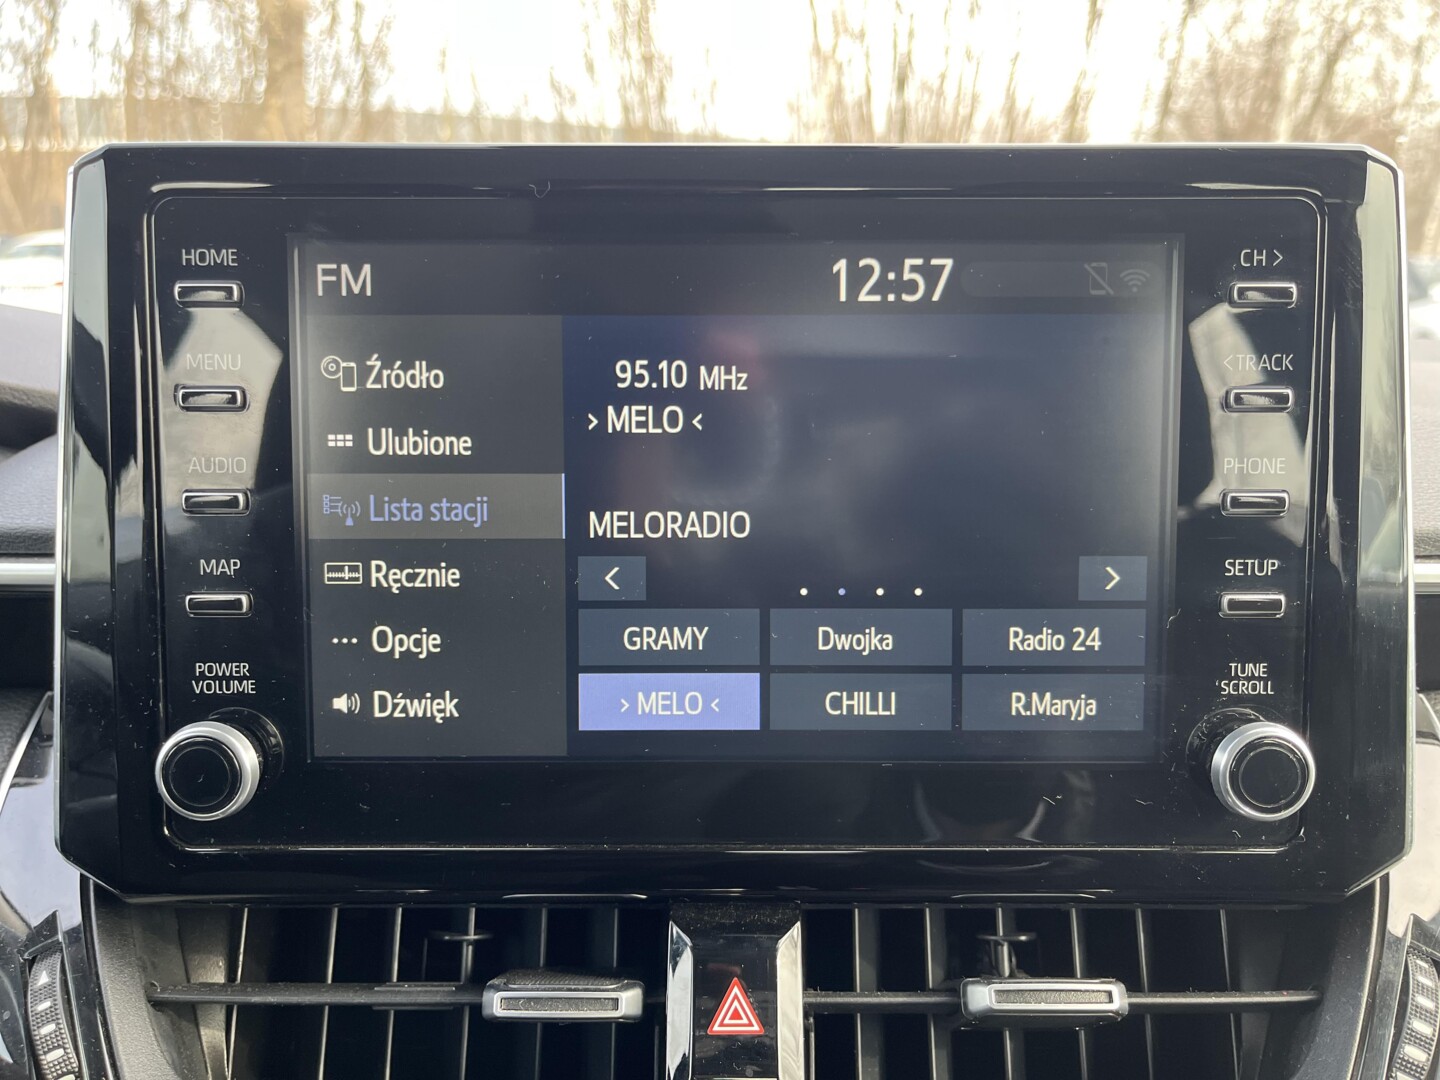 HOME
MENU
AUDIO
MAP
POWER
VOLUME
FM
12:57
Źródło
Ulubione
Lista stacji
Ręcznie
Opcje
Dźwięk
95.10 MHz
> MELO <
MELORADIO
<
>
GRAMY
Dwojka
Radio 24
> MELO <
CHILLI
R.Maryja
CH >
< TRACK
PHONE
SETUP
TUNE
SCROLL